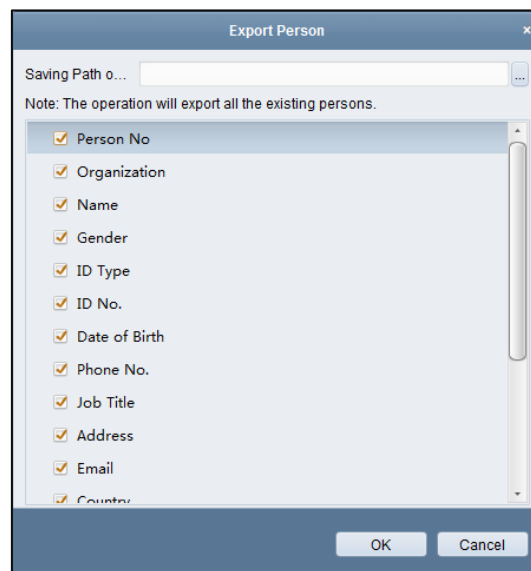 Export Person
×
Saving Path o... ...
Note: The operation will export all the existing persons.
Person No
Organization
Name
Gender
ID Type
ID No.
Date of Birth
Phone No.
Job Title
Address
Email
Country
OK Cancel